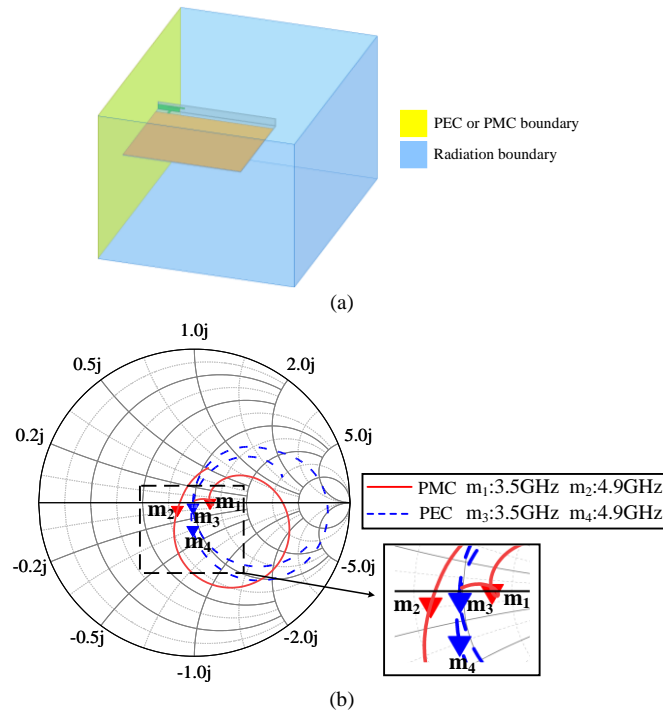 PEC or PMC boundary
Radiation boundary
(a)
1.0j
0.5j
2.0j
0.2j
5.0j
PMC m1:3.5GHz m2:4.9GHz
PEC m3:3.5GHz m4:4.9GHz
m2
m1
m3
m4
-0.2j
-5.0j
-0.5j
-2.0j
-1.0j
m2
m3
m1
m4
(b)